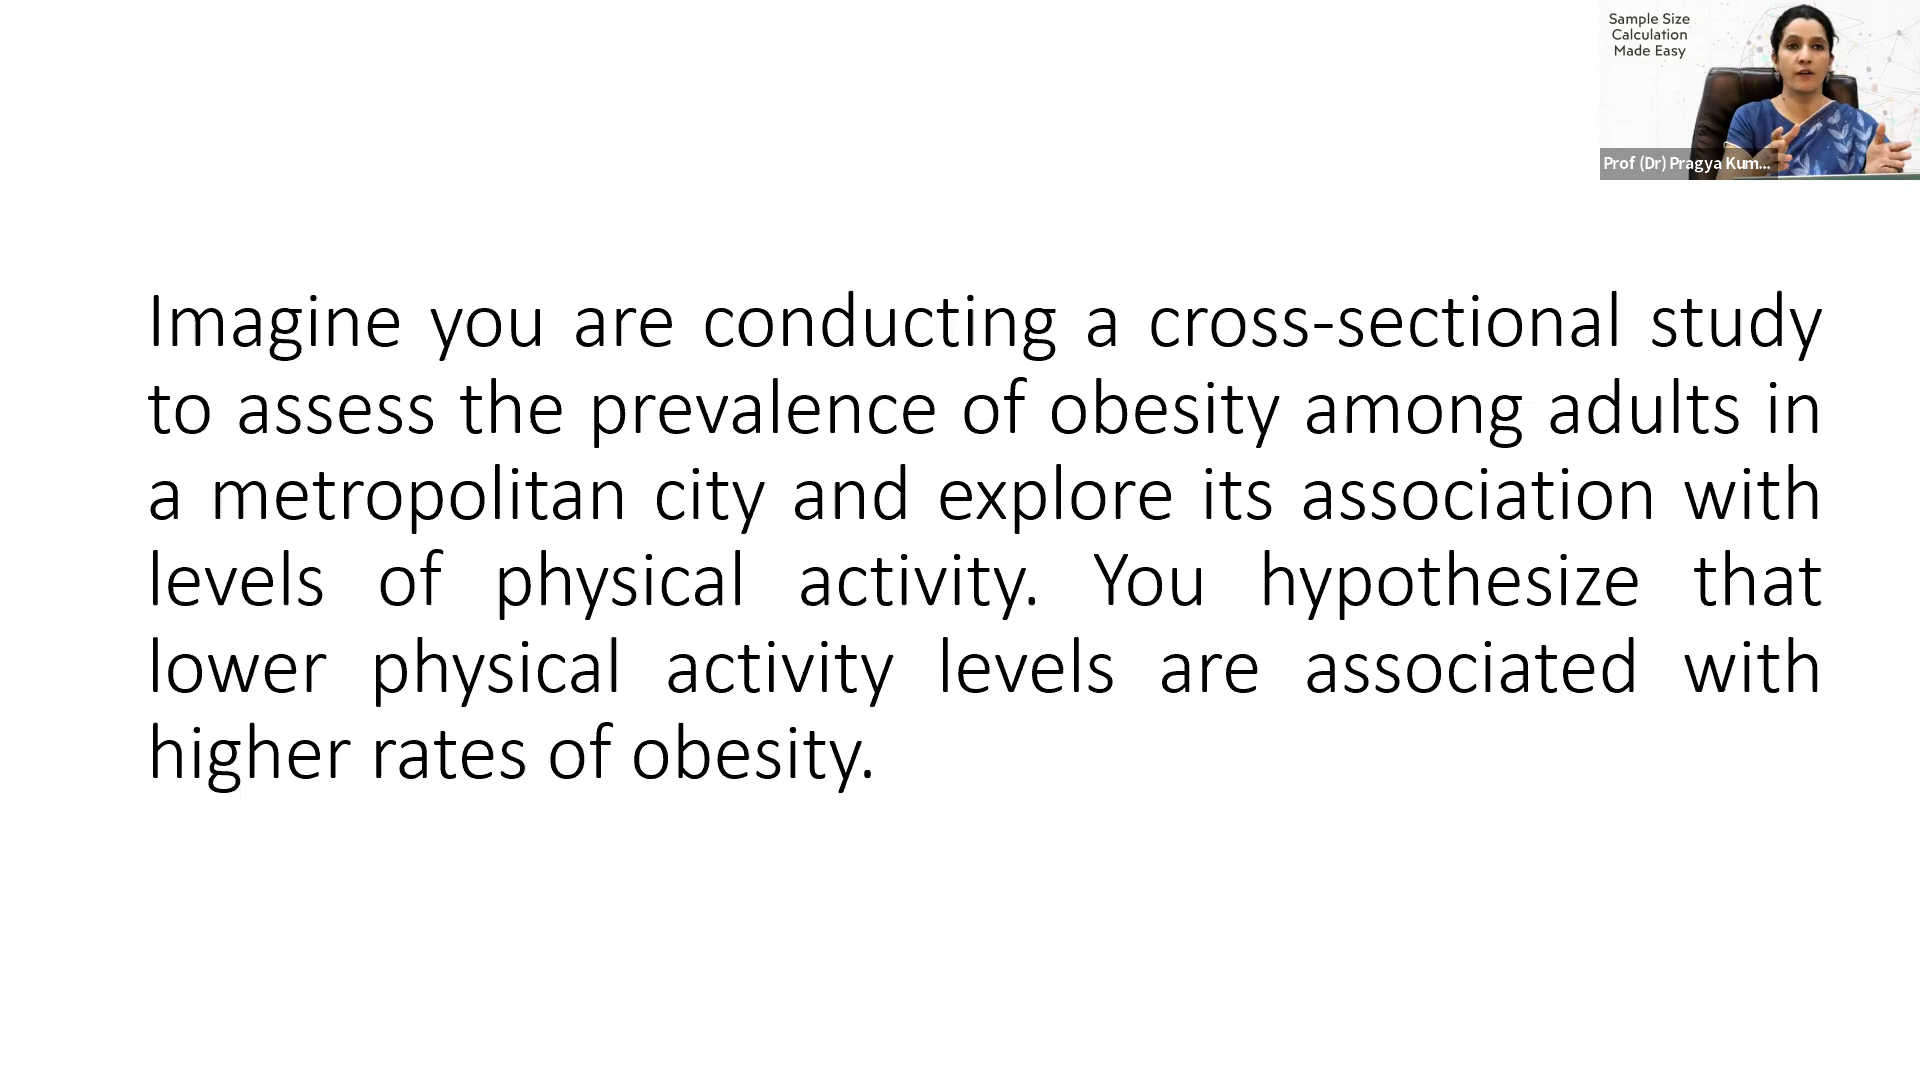 Sample Size
Calculation
Made Easy
Prof (Dr) Pragya Kum...
Imagine you are conducting a cross-sectional study
to assess the prevalence of obesity among adults in
a metropolitan city and explore its association with
levels of physical activity. You hypothesize that
lower physical activity levels are associated with
higher rates of obesity.